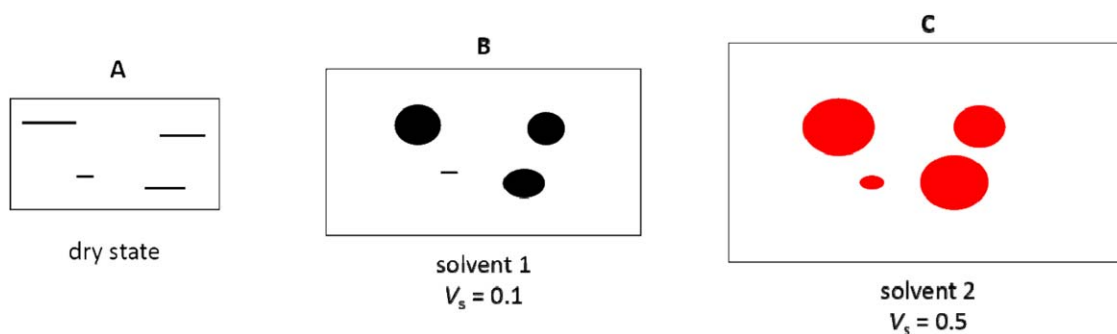 A
dry state
B
solvent 1
Vs = 0.1
C
solvent 2
Vs = 0.5